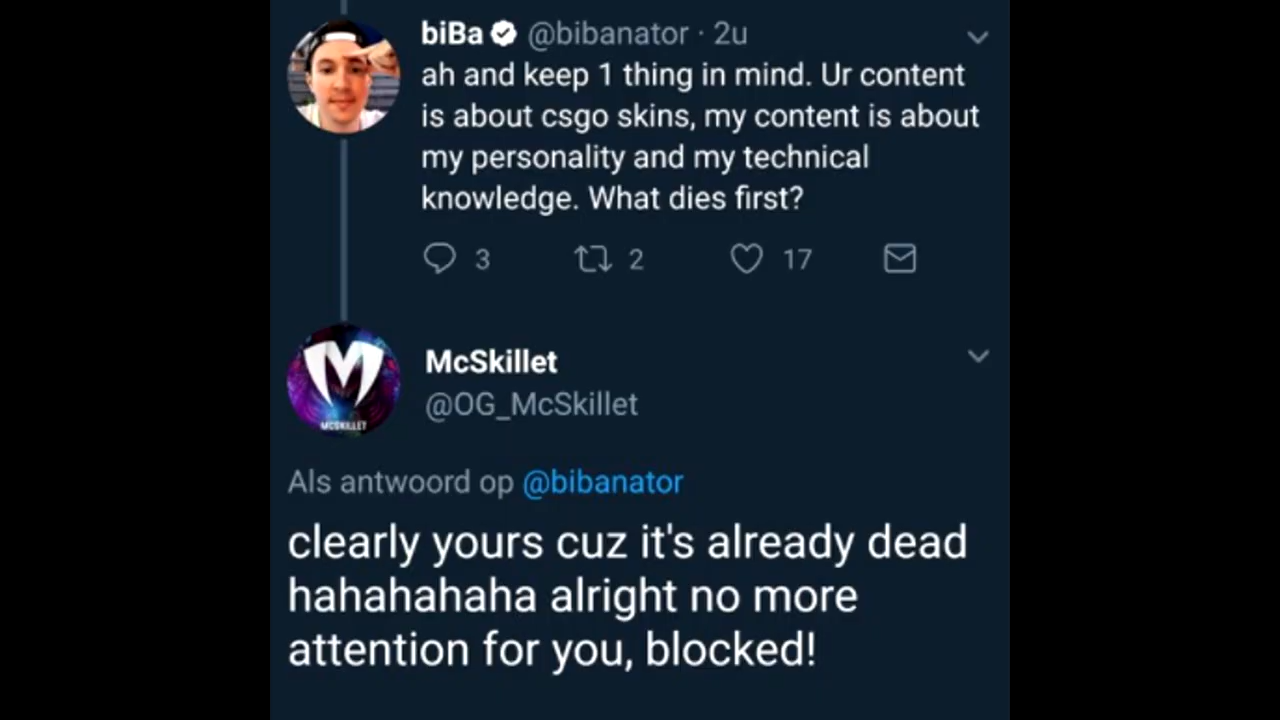 biBa @bibanator · 2u
ah and keep 1 thing in mind. Ur content
is about csgo skins, my content is about
my personality and my technical
knowledge. What dies first?
3 2 17
McSkillet
@OG_McSkillet
MCSKILLET
Als antwoord op @bibanator
clearly yours cuz it's already dead
hahahahaha alright no more
attention for you, blocked!